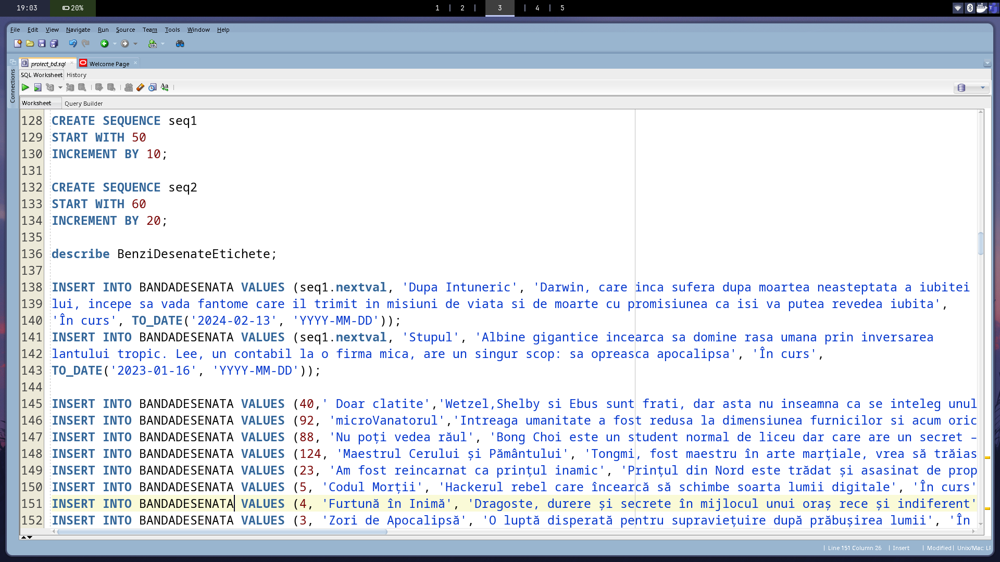 19:03 20% 1 | 2 | 3 | 4 | 5
File Edit View Navigate Run Source Team Tools Window Help
proiect_bd.sql Welcome Page
SQL Worksheet History
Connections
Worksheet Query Builder
128 CREATE SEQUENCE seq1
129 START WITH 50
130 INCREMENT BY 10;
131
132 CREATE SEQUENCE seq2
133 START WITH 60
134 INCREMENT BY 20;
135
136 describe BenziDesenateEtichete;
137
138 INSERT INTO BANDADESENATA VALUES (seq1.nextval, 'Dupa Intuneric', 'Darwin, care inca sufera dupa moartea neasteptata a iubitei
139 lui, incepe sa vada fantome care il trimit in misiuni de viata si de moarte cu promisiunea ca isi va putea revedea iubita',
140 'În curs', TO_DATE('2024-02-13', 'YYYY-MM-DD'));
141 INSERT INTO BANDADESENATA VALUES (seq1.nextval, 'Stupul', 'Albine gigantice incearca sa domine rasa umana prin inversarea
142 lantului tropic. Lee, un contabil la o firma mica, are un singur scop: sa opreasca apocalipsa', 'În curs',
143 TO_DATE('2023-01-16', 'YYYY-MM-DD'));
144
145 INSERT INTO BANDADESENATA VALUES (40,' Doar clatite','Wetzel,Shelby si Ebus sunt frati, dar asta nu inseamna ca se inteleg unul
146 INSERT INTO BANDADESENATA VALUES (92, 'microVanatorul','Intreaga umanitate a fost redusa la dimensiunea furnicilor si acum oric
147 INSERT INTO BANDADESENATA VALUES (88, 'Nu poți vedea răul', 'Bong Choi este un student normal de liceu dar care are un secret –
148 INSERT INTO BANDADESENATA VALUES (124, 'Maestrul Cerului și Pământului', 'Tongmi, fost maestru în arte marțiale, vrea să trăias
149 INSERT INTO BANDADESENATA VALUES (23, 'Am fost reincarnat ca prințul inamic', 'Prințul din Nord este trădat și asasinat de prop
150 INSERT INTO BANDADESENATA VALUES (5, 'Codul Morții', 'Hackerul rebel care încearcă să schimbe soarta lumii digitale', 'În curs'
151 INSERT INTO BANDADESENATA VALUES (4, 'Furtună în Inimă', 'Dragoste, durere și secrete în mijlocul unui oraș rece și indiferent'
152 INSERT INTO BANDADESENATA VALUES (3, 'Zori de Apocalipsă', 'O luptă disperată pentru supraviețuire după prăbușirea lumii', 'În
| Line 151 Column 26 | Insert | Modified | Unix/Mac: LF